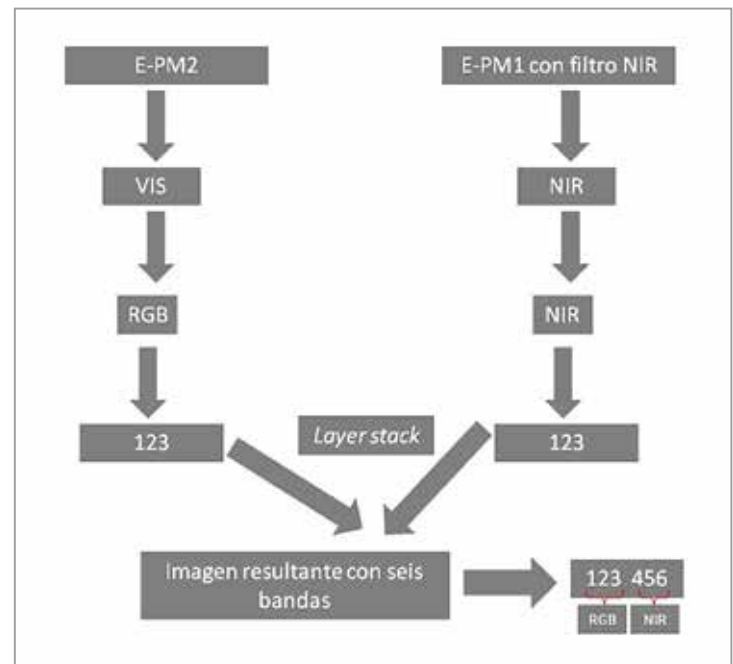 E-PM2
E-PM1 con filtro NIR
VIS
NIR
RGB
NIR
123
Layer stack
123
Imagen resultante con seis
bandas
123 456
RGB
NIR